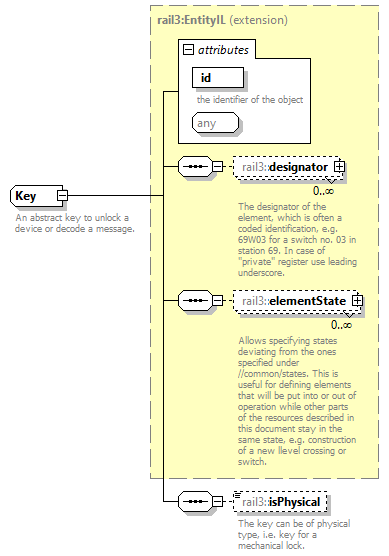 rail3:EntityIL (extension)
attributes
id
the identifier of the object
any
rail3::designator
0..∞
The designator of the
element, which is often a
coded identification, e.g.
69W03 for a switch no. 03 in
station 69. In case of
"private" register use leading
underscore.
Key
An abstract key to unlock a
device or decode a message.
rail3::elementState
0..∞
Allows specifying states
deviating from the ones
specified under
//common/states. This is
useful for defining elements
that will be put into or out of
operation while other parts
of the resources described in
this document stay in the
same state, e.g. construction
of a new llevel crossing or
switch.
rail3::isPhysical
The key can be of physical
type, i.e. key for a
mechanical lock.